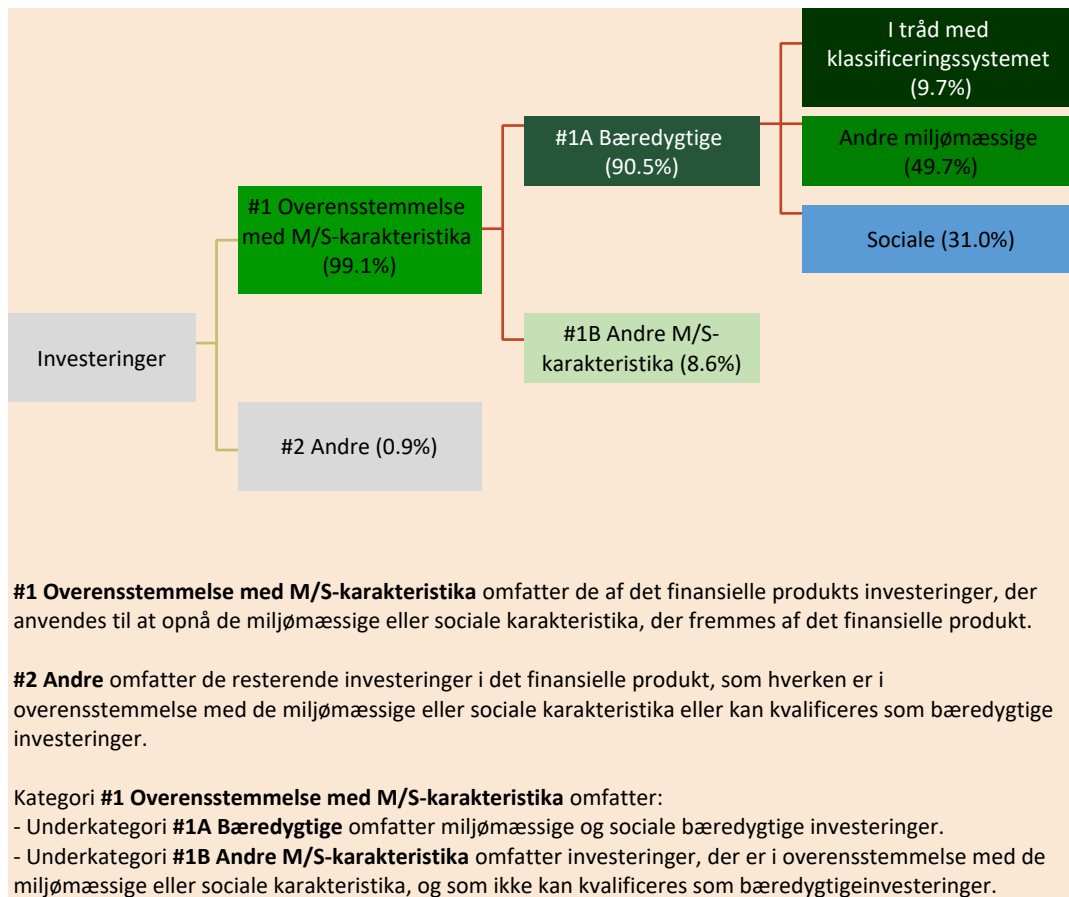 I tråd med
klassificeringssystemet
(9.7%)
#1A Bæredygtige
(90.5%)
Andre miljømæssige
(49.7%)
#1 Overensstemmelse
med M/S-karakteristika
(99.1%)
Sociale (31.0%)
Investeringer
#1B Andre M/S-
karakteristika (8.6%)
#2 Andre (0.9%)
#1 Overensstemmelse med M/S-karakteristika omfatter de af det finansielle produkts investeringer, der
anvendes til at opnå de miljømæssige eller sociale karakteristika, der fremmes af det finansielle produkt.
#2 Andre omfatter de resterende investeringer i det finansielle produkt, som hverken er i
overensstemmelse med de miljømæssige eller sociale karakteristika eller kan kvalificeres som bæredygtige
investeringer.
Kategori #1 Overensstemmelse med M/S-karakteristika omfatter:
- Underkategori #1A Bæredygtige omfatter miljømæssige og sociale bæredygtige investeringer.
- Underkategori #1B Andre M/S-karakteristika omfatter investeringer, der er i overensstemmelse med de
miljømæssige eller sociale karakteristika, og som ikke kan kvalificeres som bæredygtigeinvesteringer.